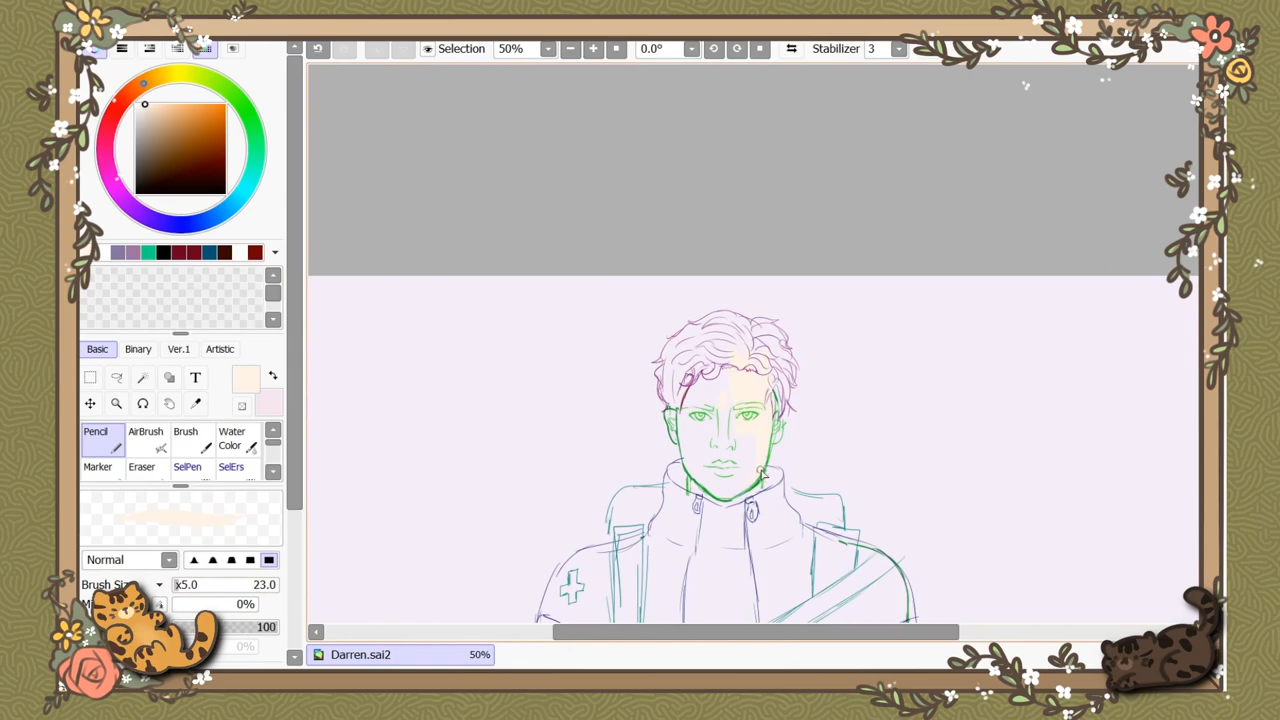 Selection 50% 0.0° Stabilizer 3
Basic Binary Ver.1 Artistic
T
Pencil AirBrush Brush Water Color
Marker Eraser SelPen SelErs
Normal
Brush Size x5.0 23.0
0%
100
0%
Darren.sai2 50%